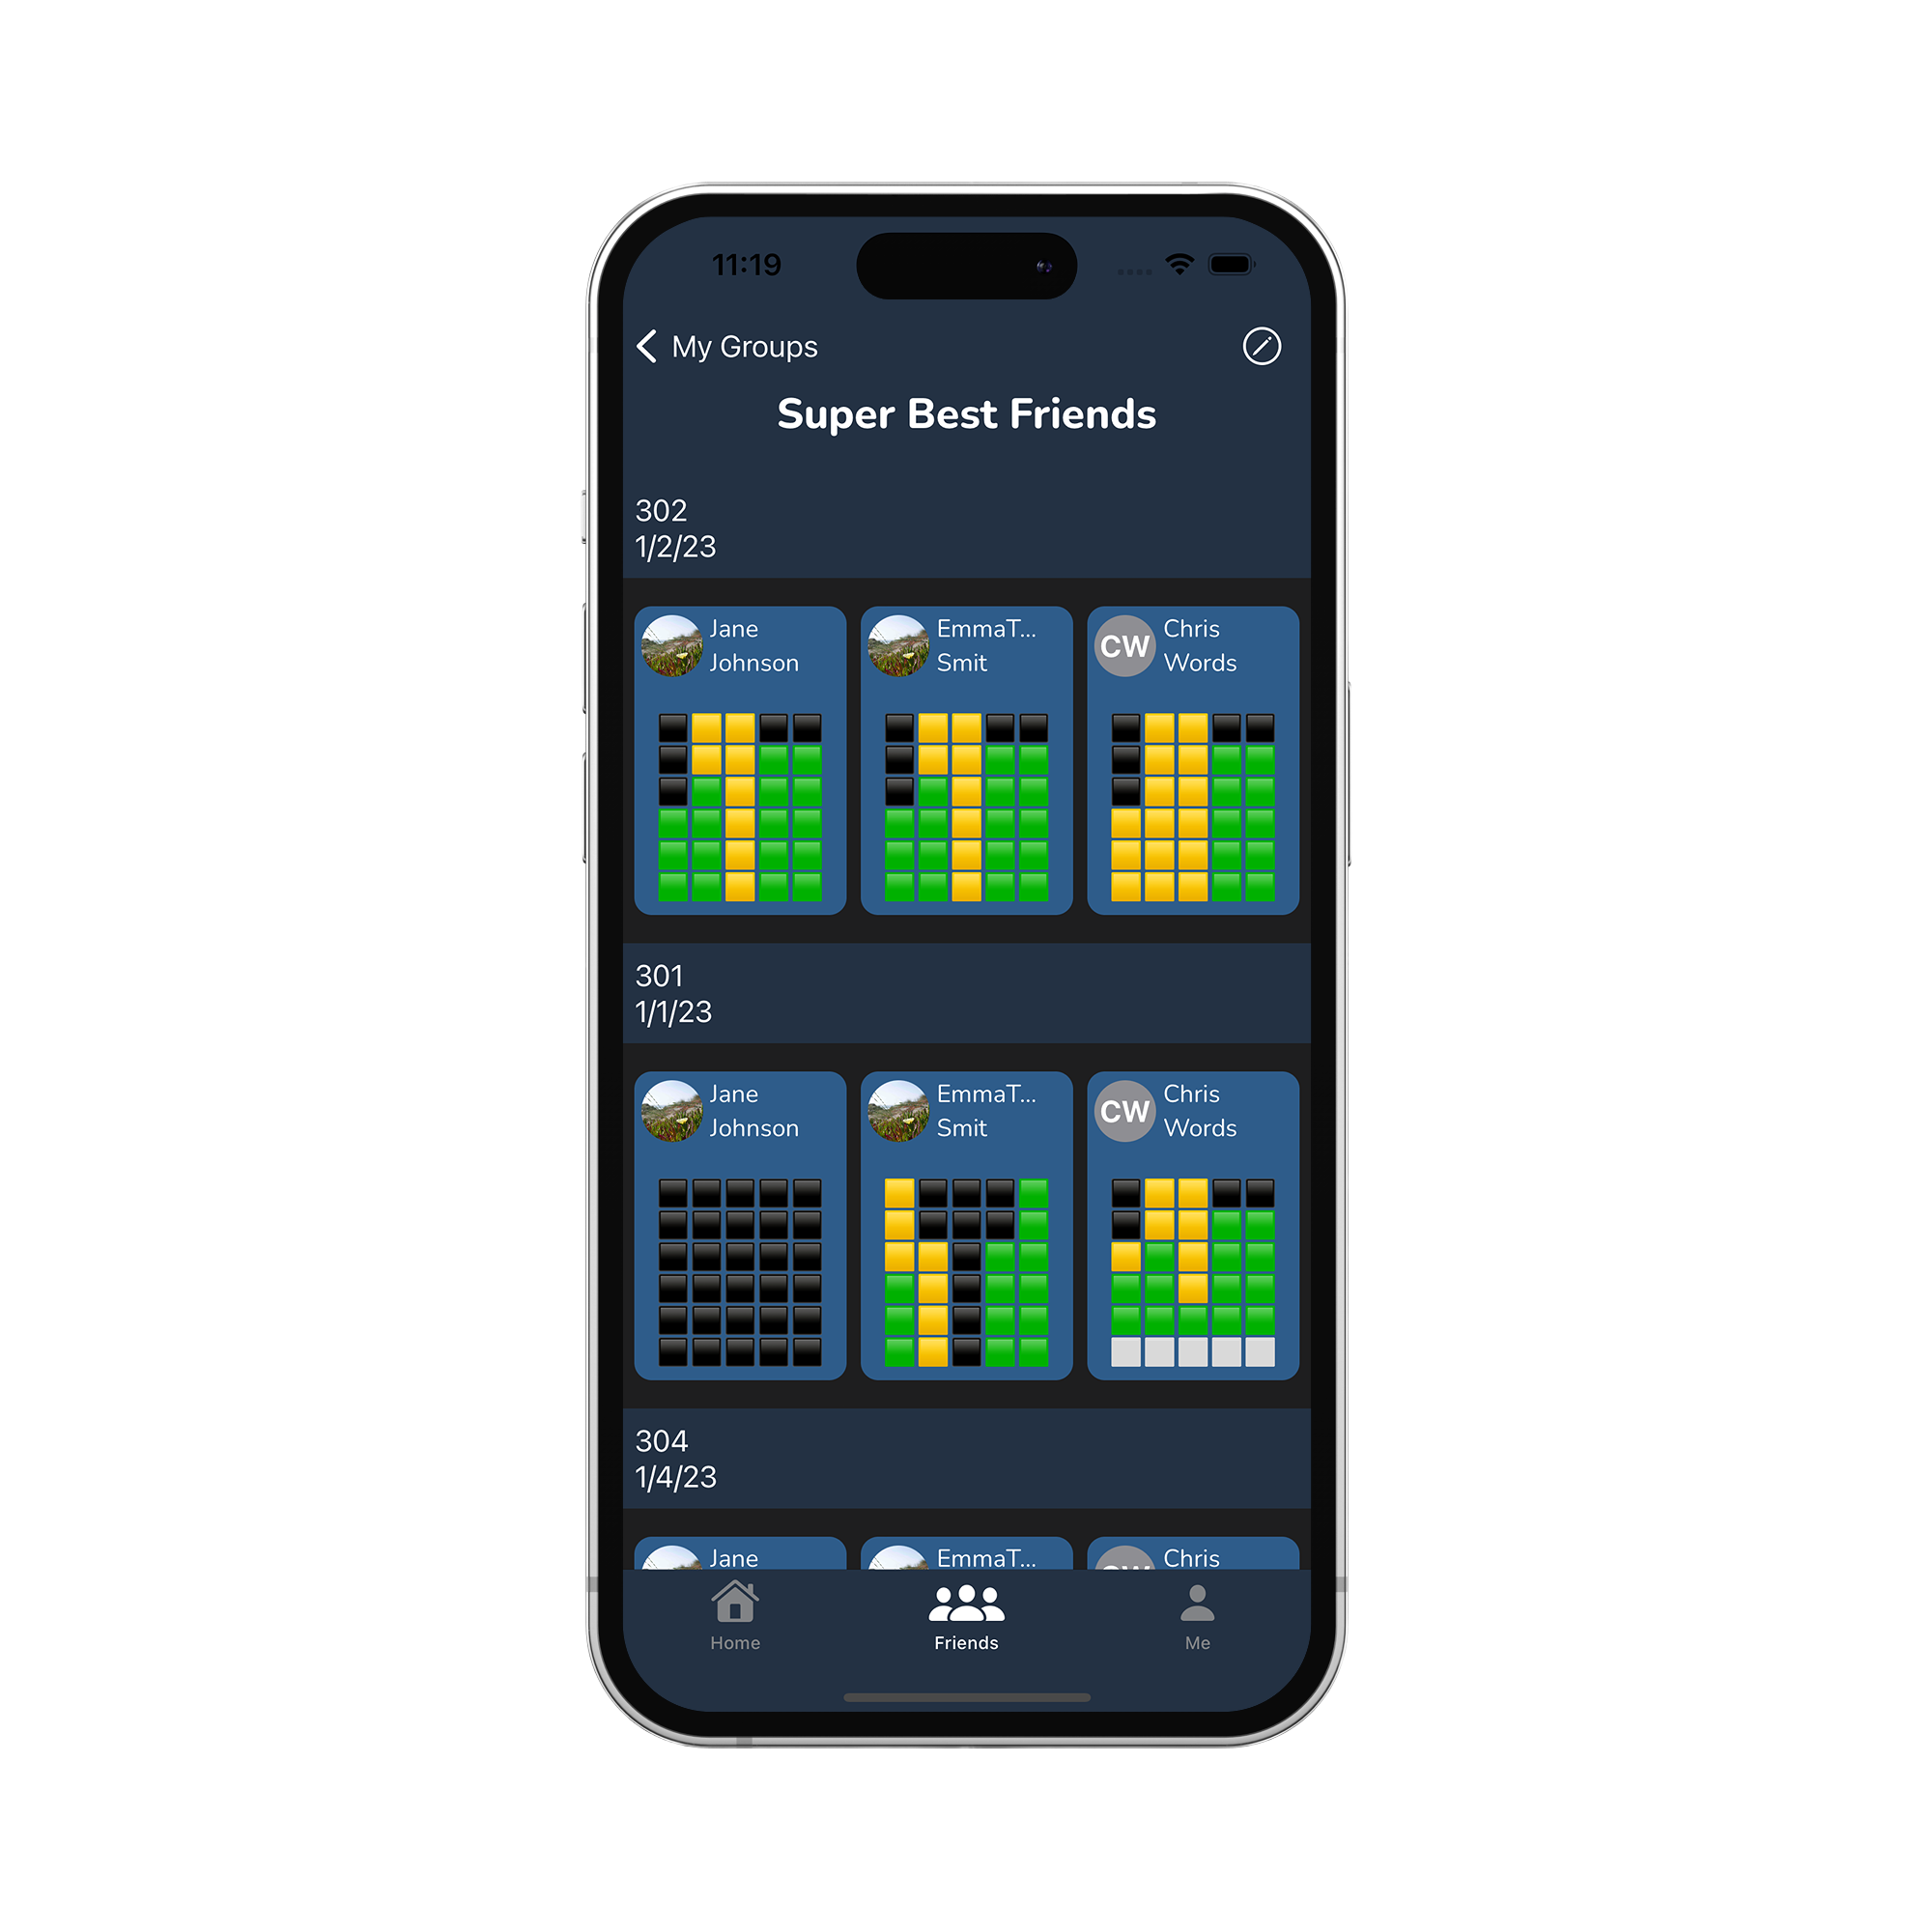 11:19
My Groups
Super Best Friends
302
1/2/23
Jane
Johnson
EmmaT...
Smit
CW
Chris
Words
301
1/1/23
Jane
Johnson
EmmaT...
Smit
CW
Chris
Words
304
1/4/23
Jane
EmmaT...
CW
Chris
Home
Friends
Me